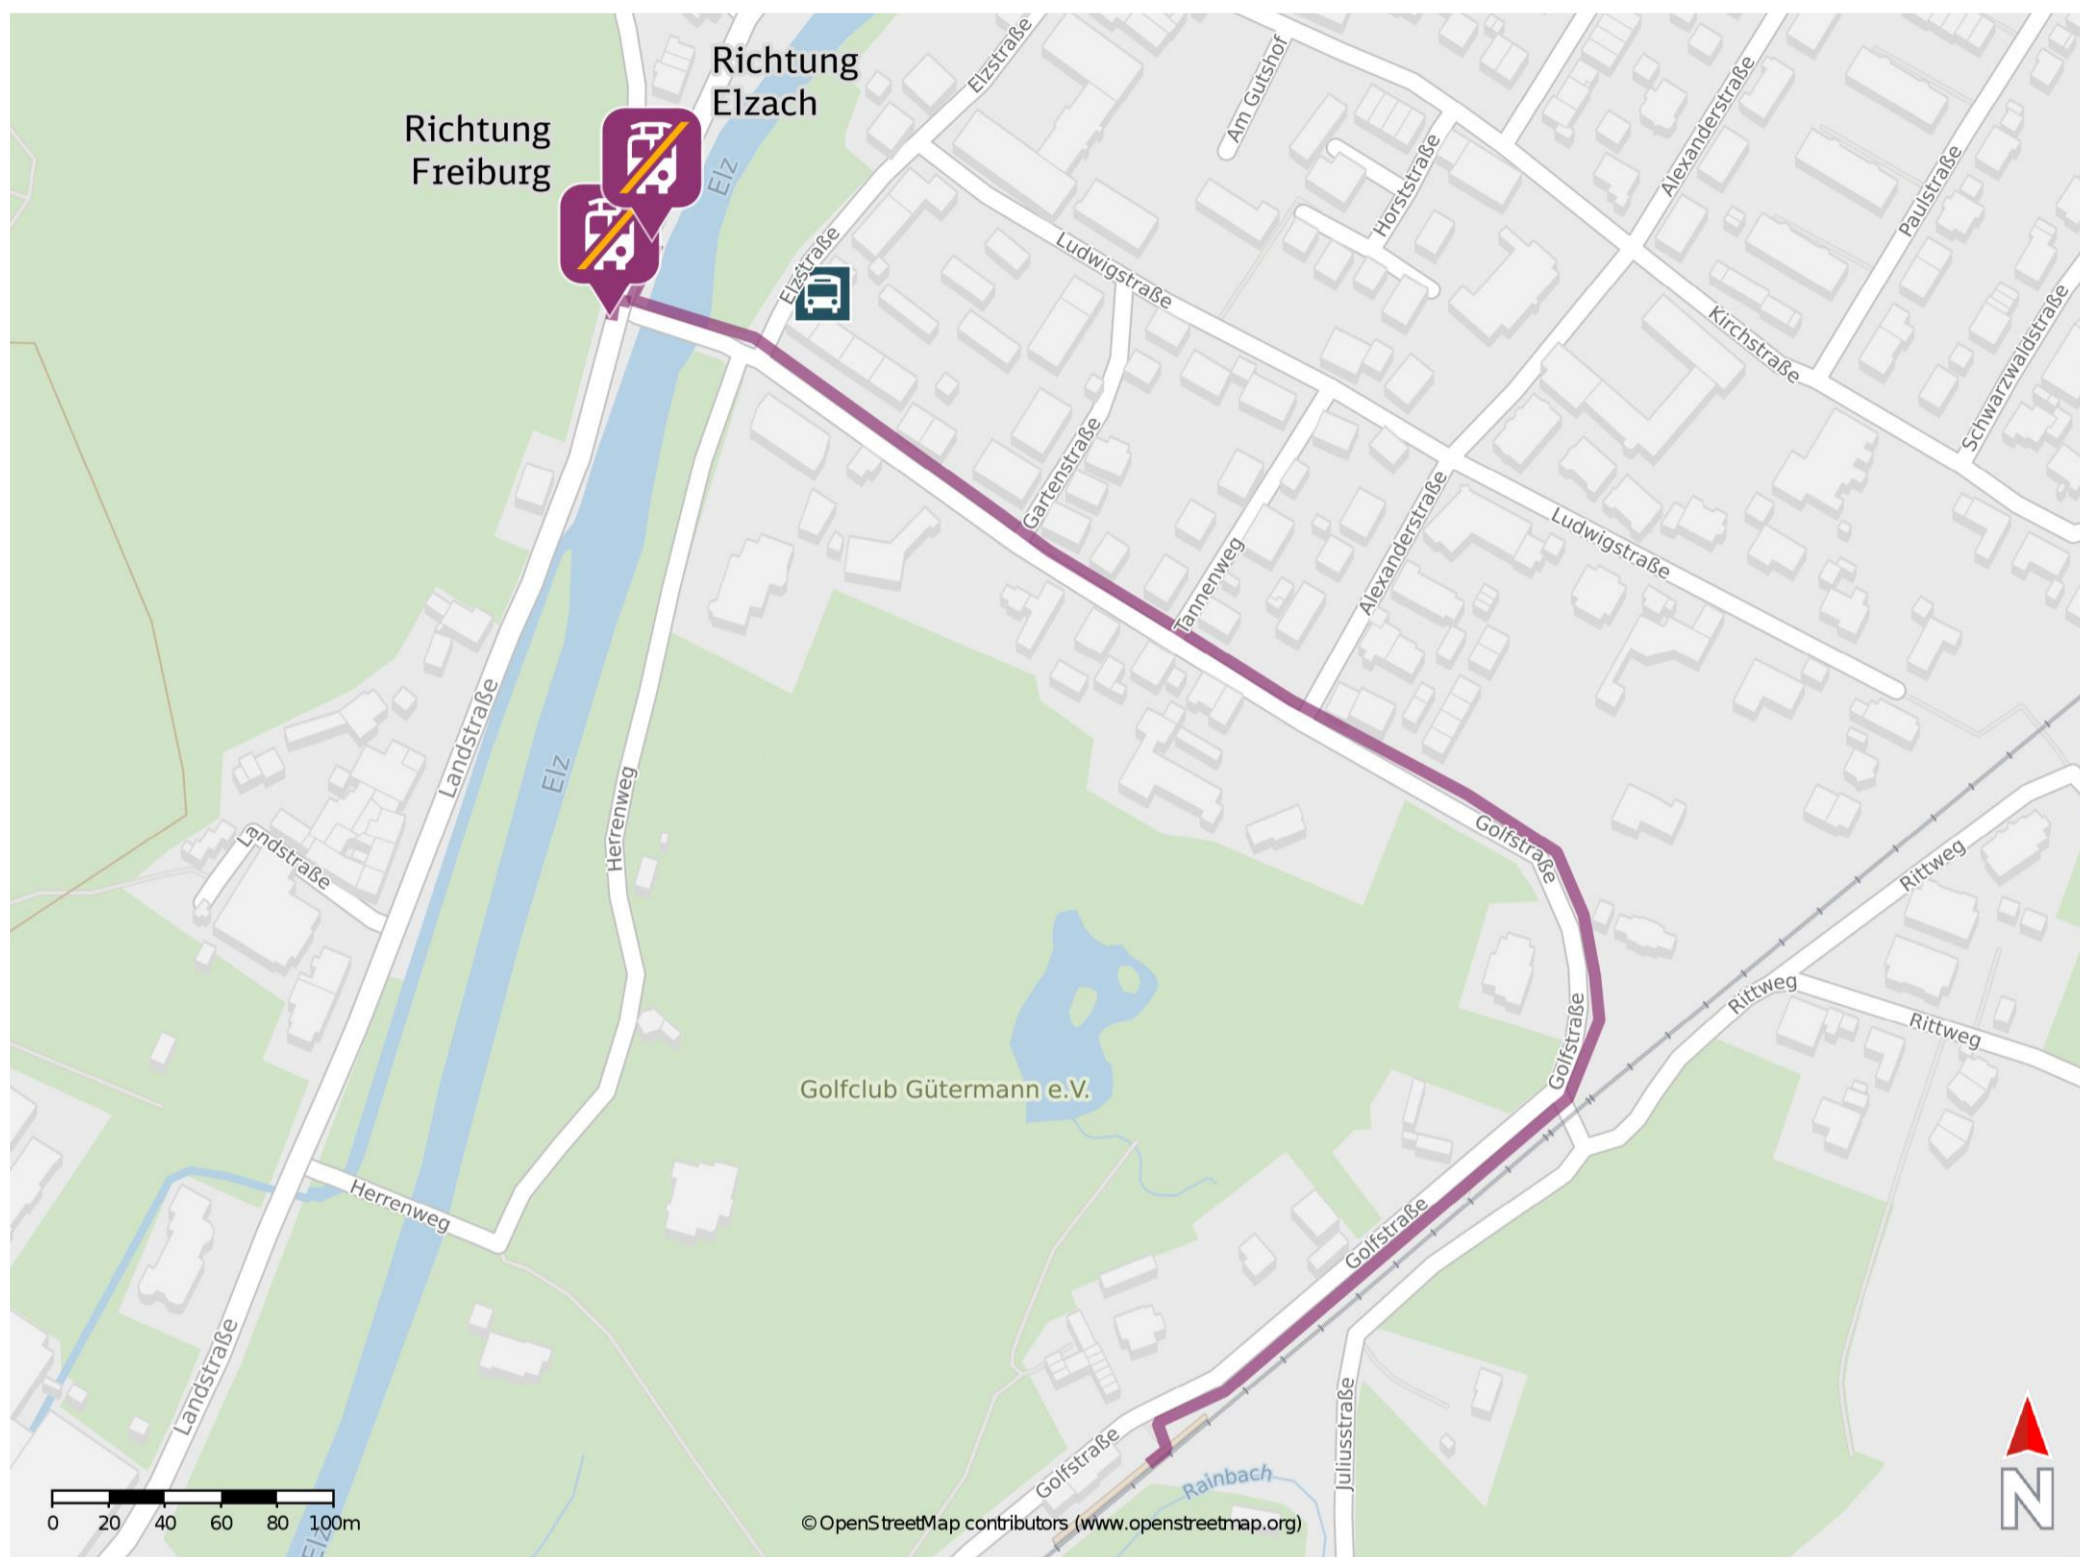 Richtung
Elzach
Richtung
Freiburg
Elz
Elzstraße
Am Gutshof
Alexanderstraße
Horststraße
Paulstraße
Elzstraße
Ludwigstraße
Kirchstraße
Schwarzwaldstraße
Gartenstraße
Tannenweg
Alexanderstraße
Ludwigstraße
Landstraße
Elz
Herrenweg
Landstraße
Golfstraße
Rittweg
Rittweg
Rittweg
Golfstraße
Golfclub Gütermann e.V.
Herrenweg
Golfstraße
Landstraße
Juliusstraße
Golfstraße
Rainbach
Elz
0 20 40 60 80 100m
© OpenStreetMap contributors (www.openstreetmap.org)
N